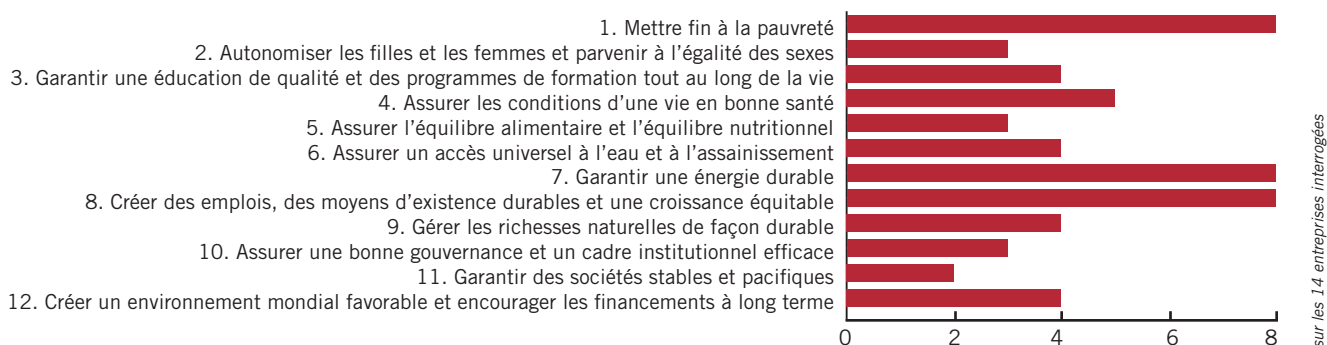 1. Mettre fin à la pauvreté
2. Autonomiser les filles et les femmes et parvenir à l’égalité des sexes
3. Garantir une éducation de qualité et des programmes de formation tout au long de la vie
4. Assurer les conditions d’une vie en bonne santé
5. Assurer l’équilibre alimentaire et l’équilibre nutritionnel
6. Assurer un accès universel à l’eau et à l’assainissement
7. Garantir une énergie durable
8. Créer des emplois, des moyens d’existence durables et une croissance équitable
9. Gérer les richesses naturelles de façon durable
10. Assurer une bonne gouvernance et un cadre institutionnel efficace
11. Garantir des sociétés stables et pacifiques
12. Créer un environnement mondial favorable et encourager les financements à long terme
0 2 4 6 8
sur les 14 entreprises interrogées